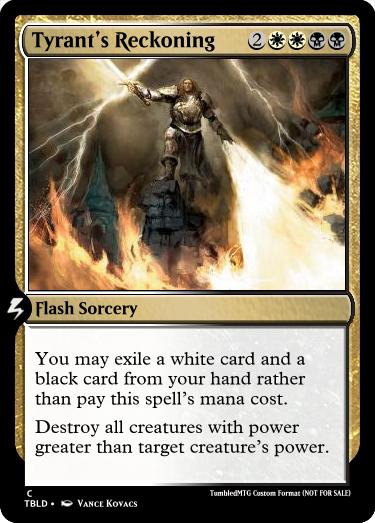 Tyrant's Reckoning 2
Flash Sorcery
You may exile a white card and a
black card from your hand rather
than pay this spell's mana cost.
Destroy all creatures with power
greater than target creature's power.
C
TBLD • Vance Kovacs
TumbledMTG Custom Format (NOT FOR SALE)